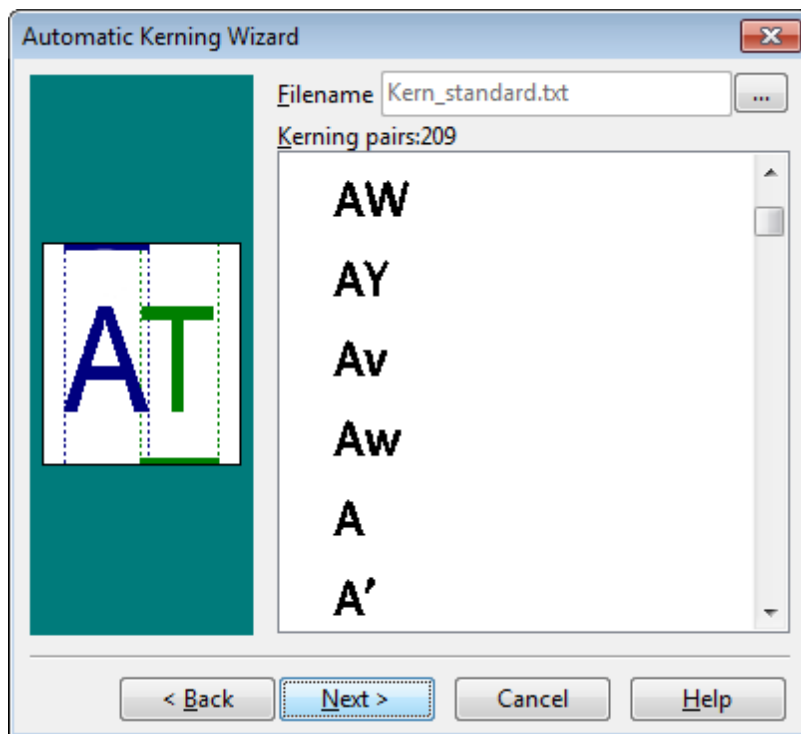 Automatic Kerning Wizard
Filename Kern_standard.txt ...
Kerning pairs:209
AW
AY
Av
Aw
A
A’
AT
< Back Next > Cancel Help